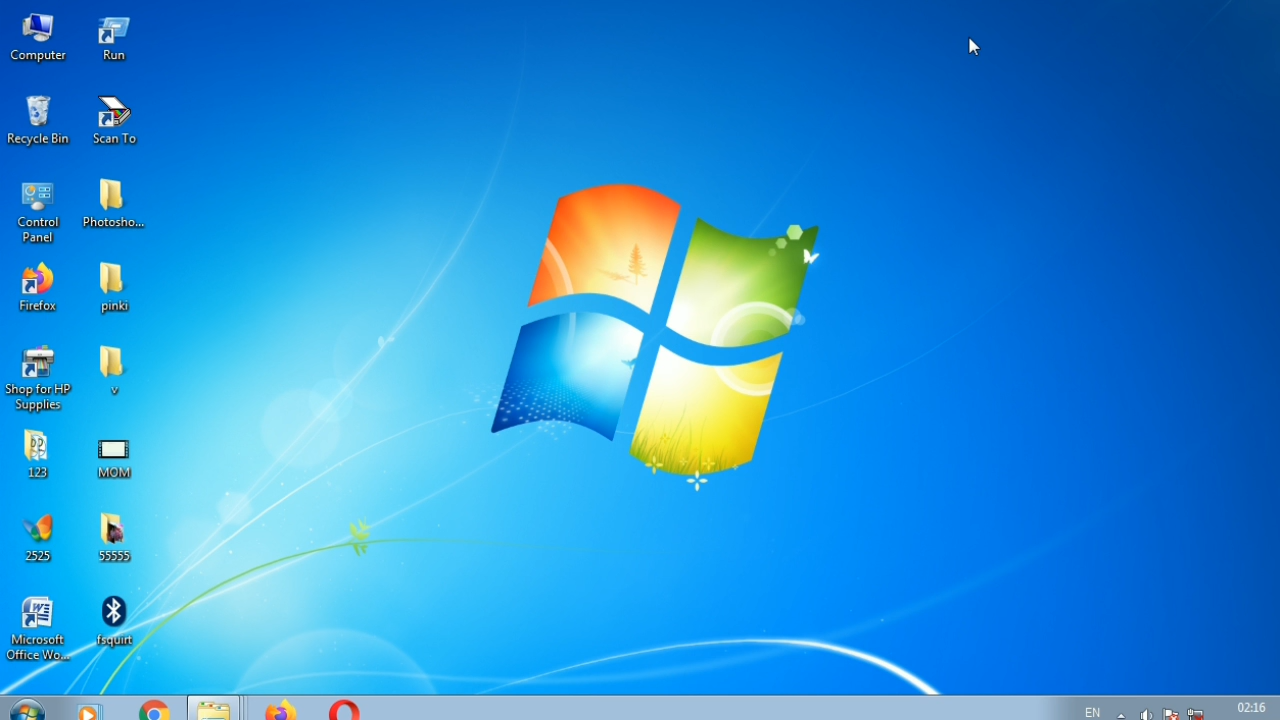 Computer
Run
Recycle Bin
Scan To
Control
Panel
Photosho...
Firefox
pinki
Shop for HP
Supplies
v
123
MOM
2525
55555
Microsoft
Office Wo...
fsquirt
EN
02:16